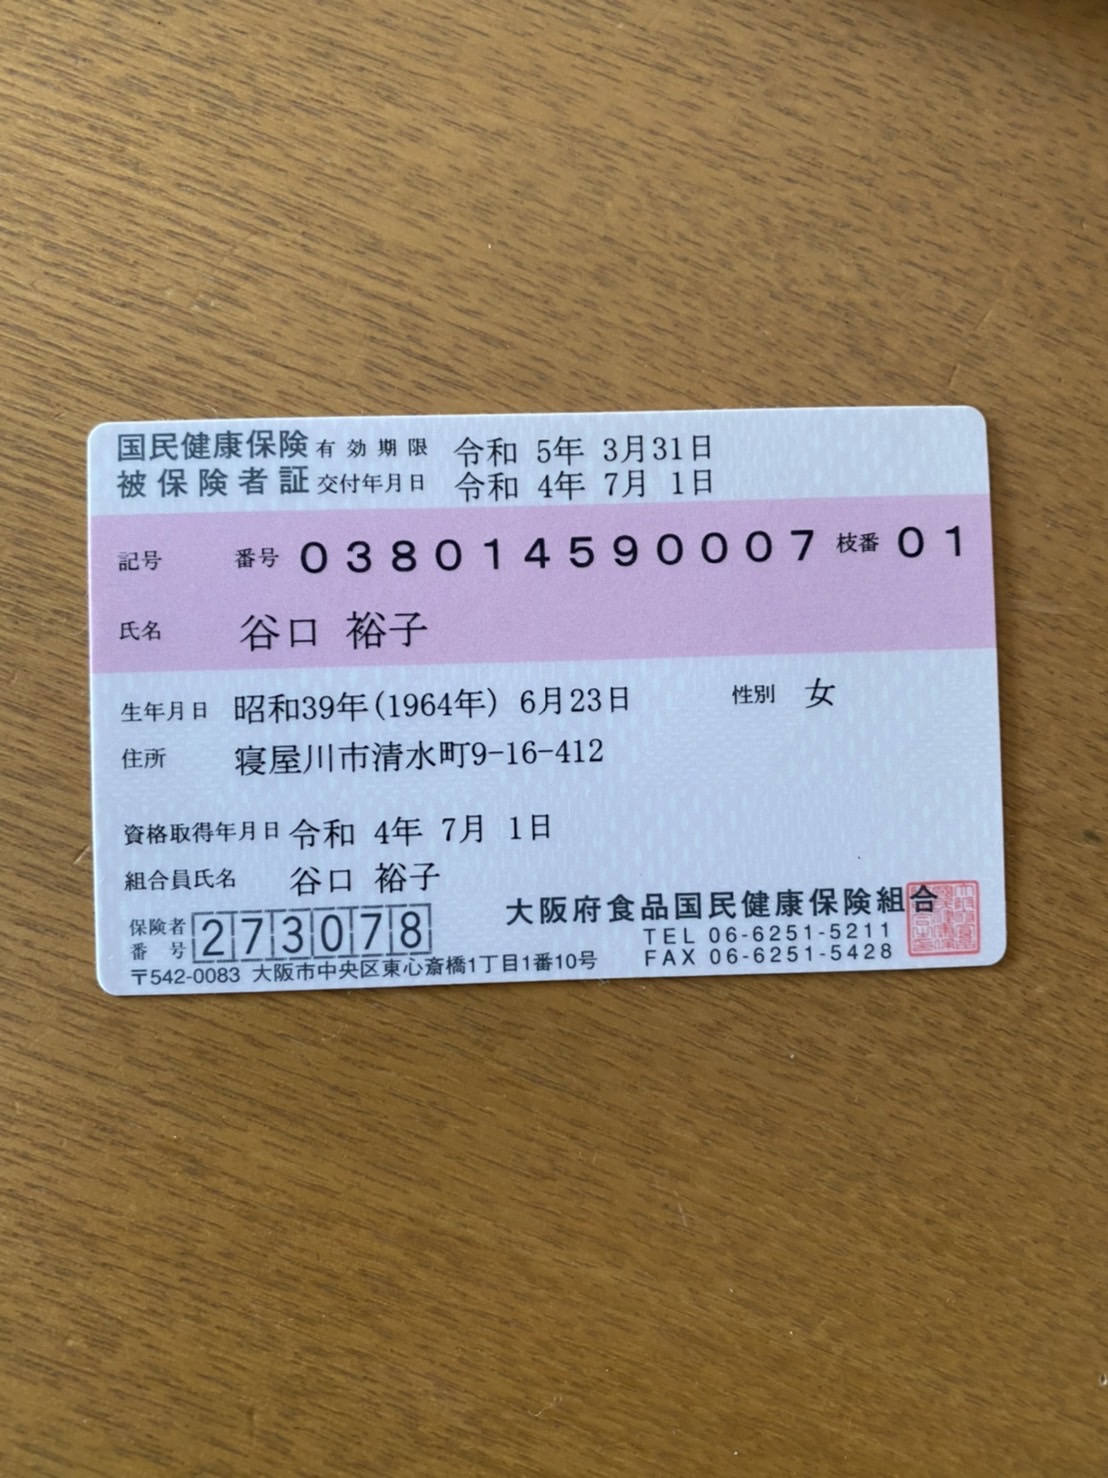 国民健康保険 有効期限 令和 5年 3月31日
被保険者証 交付年月日 令和 4年 7月 1日
記号 番号 038014590007 枝番 01
氏名 谷口 裕子
生年月日 昭和39年(1964年) 6月23日 性別 女
住所 寝屋川市清水町9-16-412
資格取得年月日 令和 4年 7月 1日
組合員氏名 谷口 裕子
保険者番号 273078
大阪府食品国民健康保険組合
TEL 06-6251-5211
FAX 06-6251-5428
〒542-0083 大阪市中央区東心斎橋1丁目1番10号